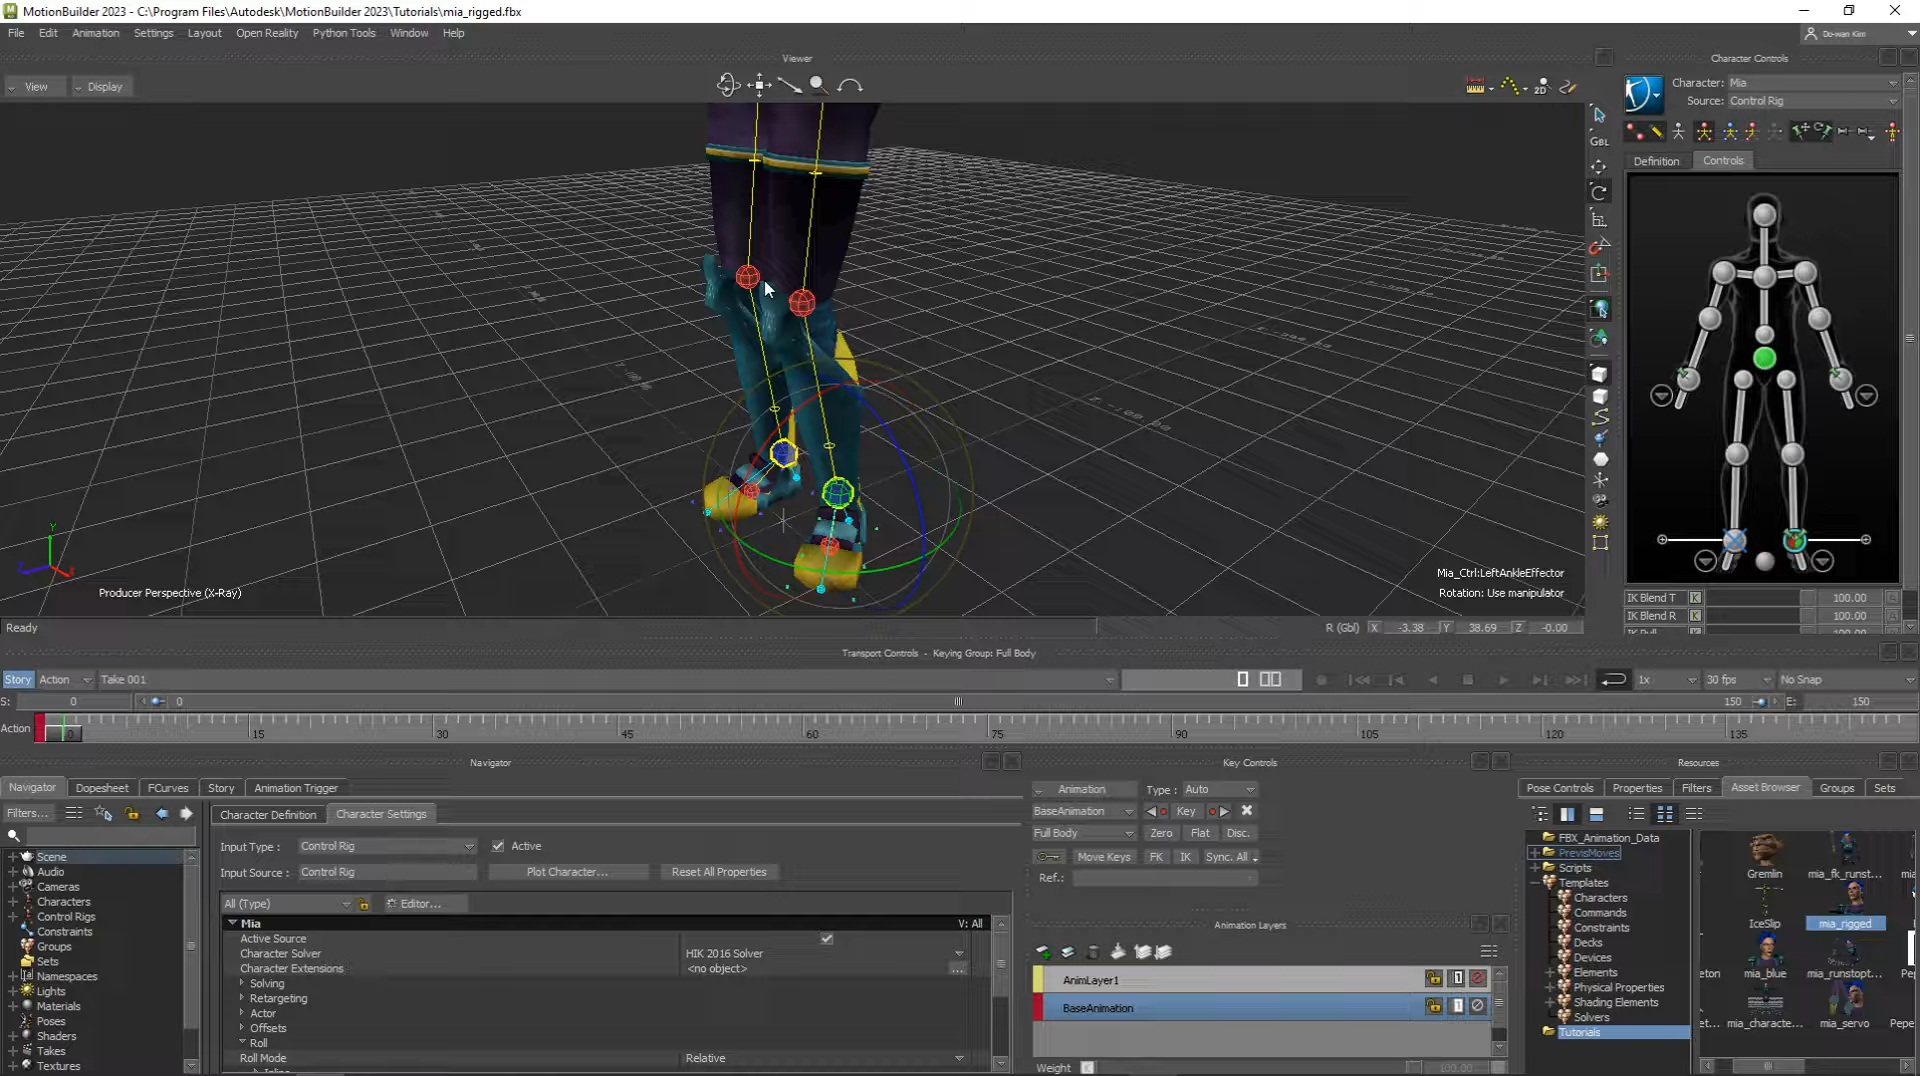 MotionBuilder 2023 - C:\Program Files\Autodesk\MotionBuilder 2023\Tutorials\mia_rigged.fbx
File Edit Animation Settings Layout Open Reality Python Tools Window Help
Do-wan Kim
Viewer
Character Controls
View Display
2D
Character: Mia
Source: Control Rig
GBL
Definition Controls
Y
Z
X
Producer Perspective (X-Ray)
Mia_Ctrl:LeftAnkleEffector
Rotation: Use manipulator
IK Blend T K 100.00
IK Blend R K 100.00
Ready
R (Gbl) X -3.38 Y 38.69 Z -0.00
Transport Controls - Keying Group: Full Body
Story Action Take 001
1x 30 fps No Snap
S: 0 0 150 E: 150
Action 0 15 30 45 60 75 90 105 120 135
Navigator
Navigator Dopesheet FCurves Story Animation Trigger
Filters...
Scene
Audio
Cameras
Characters
Control Rigs
Constraints
Groups
Sets
Namespaces
Lights
Materials
Poses
Shaders
Takes
Textures
Character Definition Character Settings
Input Type : Control Rig Active
Input Source : Control Rig Plot Character... Reset All Properties
All (Type) Editor...
Mia V: All
Active Source
Character Solver HIK 2016 Solver
Character Extensions <no object> ...
Solving
Retargeting
Actor
Offsets
Roll
Roll Mode Relative
Key Controls
Animation Type : Auto
BaseAnimation Key
Full Body Zero Flat Disc.
Move Keys FK IK Sync. All
Ref.:
Animation Layers
AnimLayer1 1
BaseAnimation 1
Weight 100.00
Resources
Pose Controls Properties Filters Asset Browser Groups Sets
FBX_Animation_Data
PrevisMoves
Scripts
Templates
Characters
Commands
Constraints
Decks
Devices
Elements
Physical Properties
Shading Elements
Solvers
Tutorials
Gremlin mia_fk_runst...
IceSlip mia_rigged
mia_blue mia_runstopt...
mia_characte... mia_servo Pepe